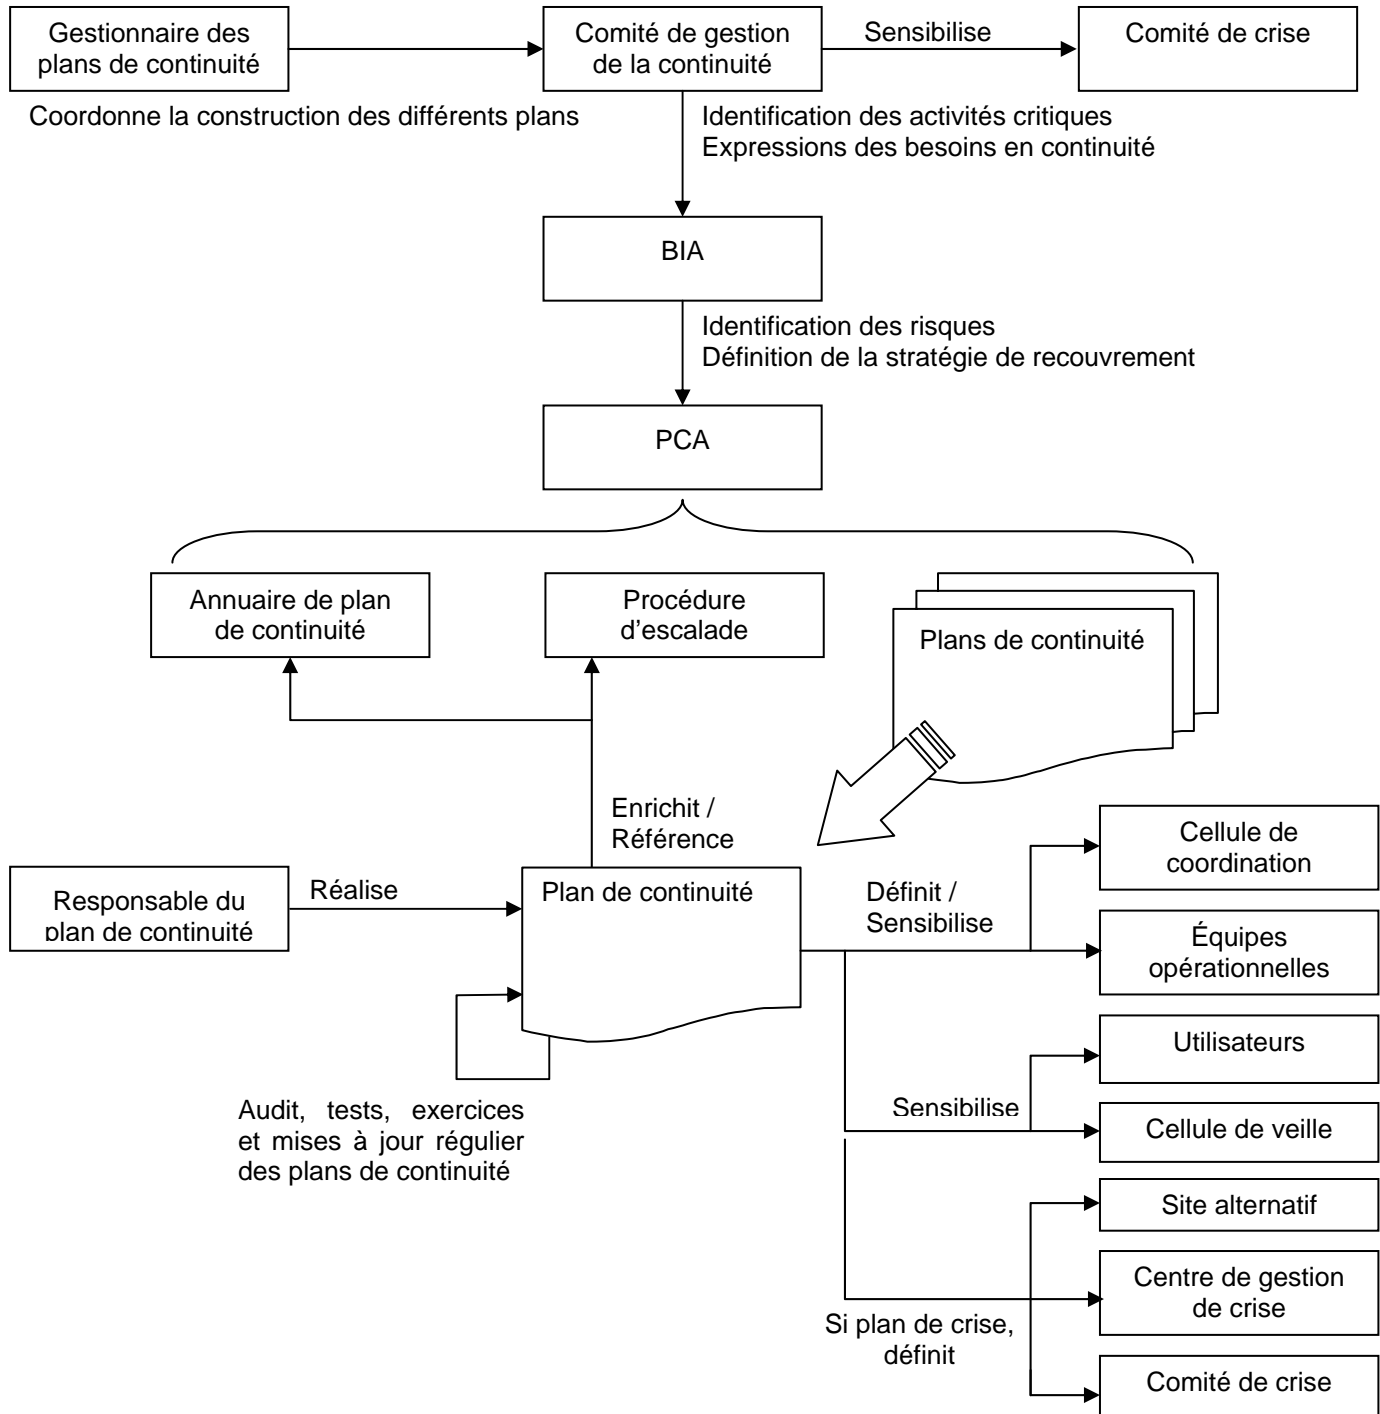 Gestionnaire des
plans de continuité
Comité de gestion
de la continuité
Sensibilise
Comité de crise
Coordonne la construction des différents plans
Identification des activités critiques
Expressions des besoins en continuité
BIA
Identification des risques
Définition de la stratégie de recouvrement
PCA
Annuaire de plan
de continuité
Procédure
d'escalade
Plans de continuité
Enrichit /
Référence
Responsable du
plan de continuité
Réalise
Plan de continuité
Définit /
Sensibilise
Cellule de
coordination
Équipes
opérationnelles
Utilisateurs
Sensibilise
Cellule de veille
Audit, tests, exercices
et mises à jour régulier
des plans de continuité
Site alternatif
Centre de gestion
de crise
Si plan de crise,
définit
Comité de crise